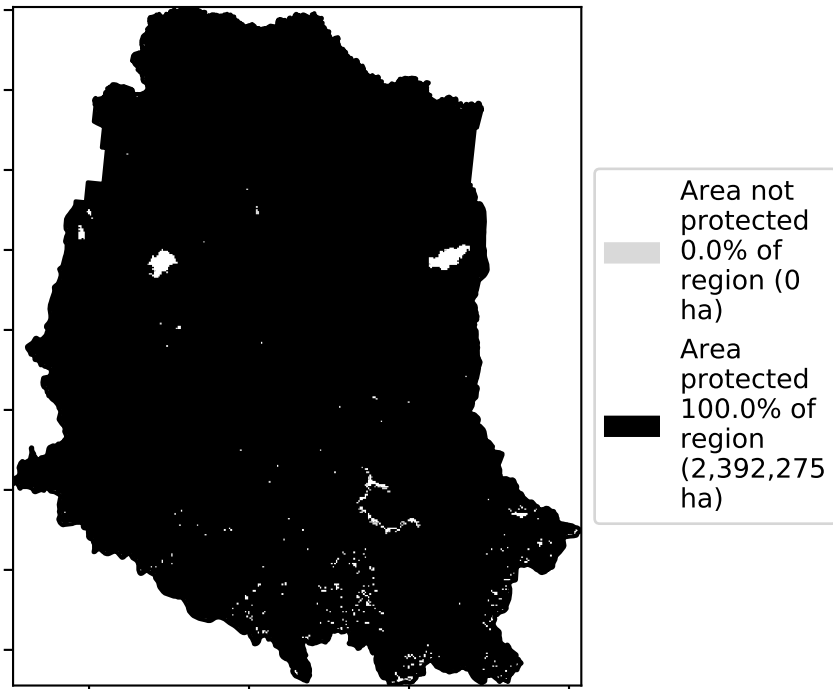 Area not
protected
0.0% of
region (0
ha)
Area
protected
100.0% of
region
(2,392,275
ha)